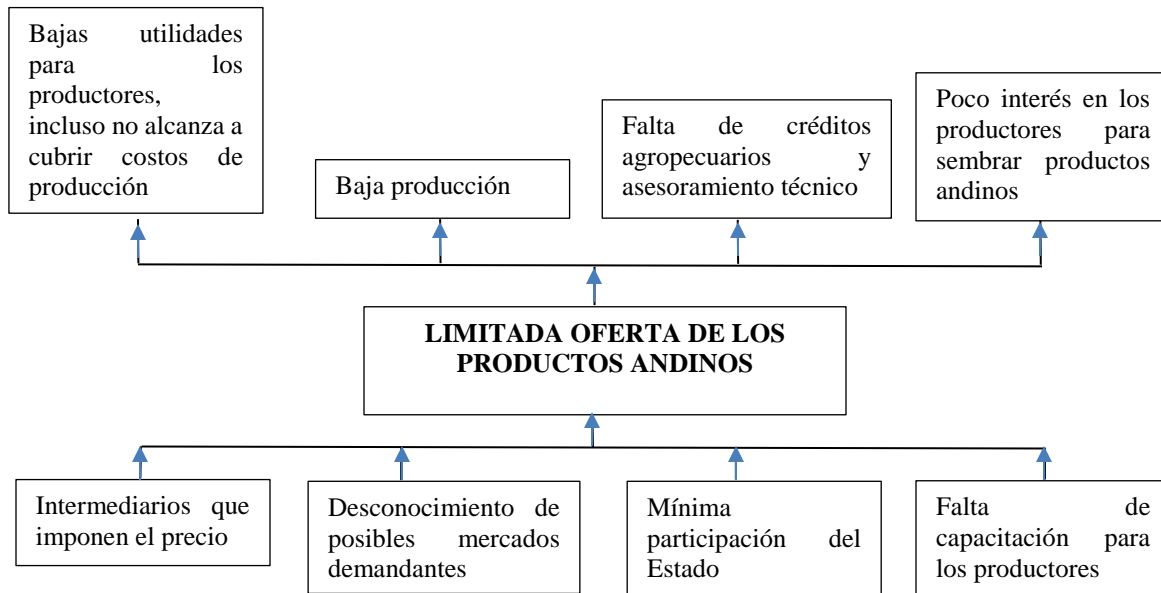 Bajas utilidades
para los
productores,
incluso no alcanza a
cubrir costos de
producción
Baja producción
Falta de créditos
agropecuarios y
asesoramiento técnico
Poco interés en los
productores para
sembrar productos
andinos
LIMITADA OFERTA DE LOS
PRODUCTOS ANDINOS
Intermediarios que
imponen el precio
Desconocimiento de
posibles mercados
demandantes
Mínima
participación del
Estado
Falta de
capacitación para
los productores